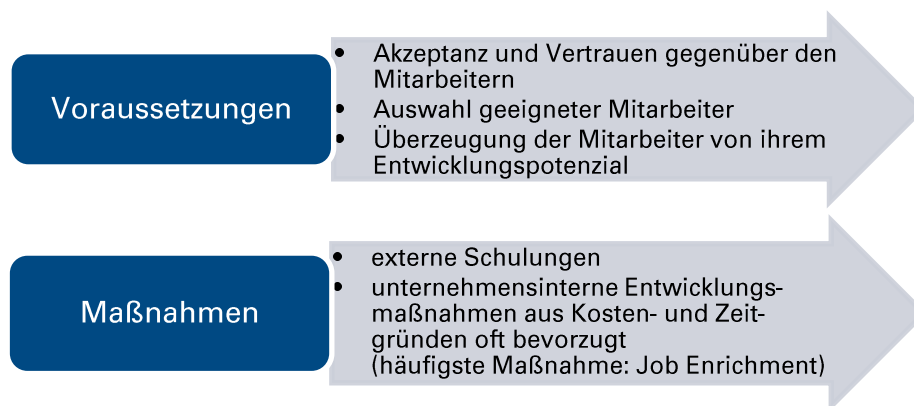 Voraussetzungen
• Akzeptanz und Vertrauen gegenüber den
Mitarbeitern
• Auswahl geeigneter Mitarbeiter
• Überzeugung der Mitarbeiter von ihrem
Entwicklungspotenzial
Maßnahmen
• externe Schulungen
• unternehmensinterne Entwicklungs-
maßnahmen aus Kosten- und Zeit-
gründen oft bevorzugt
(häufigste Maßnahme: Job Enrichment)